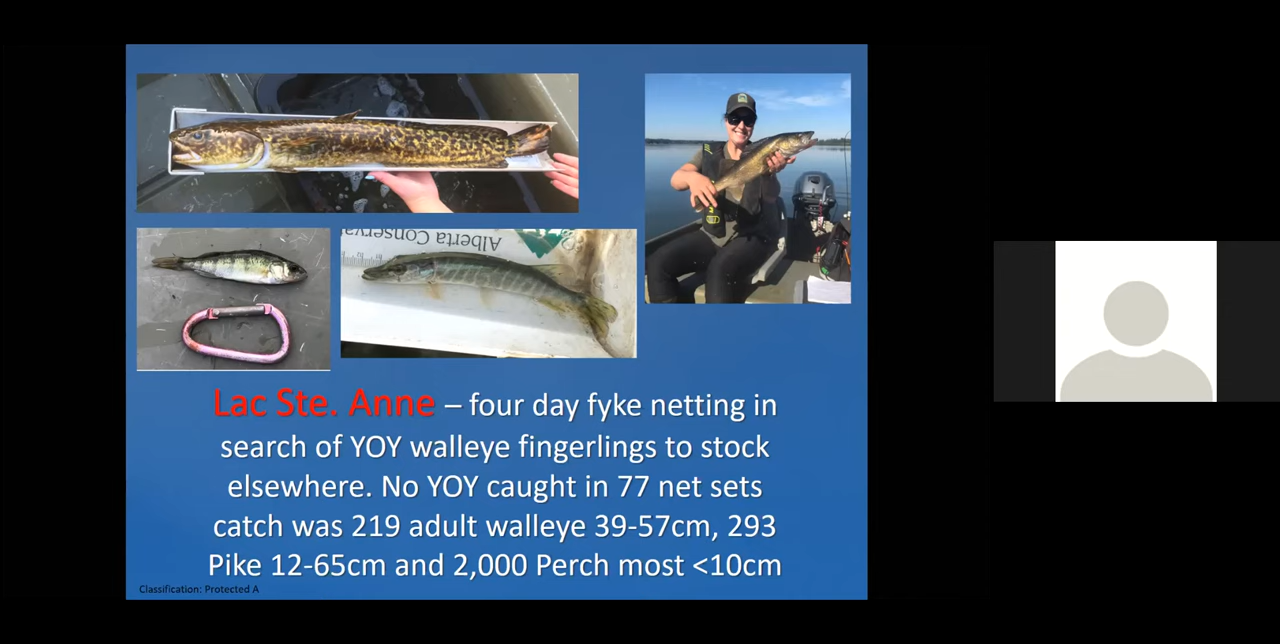 Alberta Conserva
Lac Ste. Anne – four day fyke netting in
search of YOY walleye fingerlings to stock
elsewhere. No YOY caught in 77 net sets
catch was 219 adult walleye 39-57cm, 293
Pike 12-65cm and 2,000 Perch most <10cm
Classification: Protected A